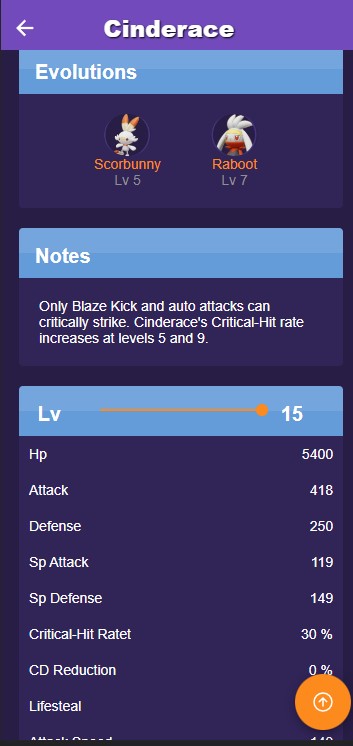 Cinderace
Evolutions
Scorbunny Raboot
Lv 5 Lv 7
Notes
Only Blaze Kick and auto attacks can
critically strike. Cinderace's Critical-Hit rate
increases at levels 5 and 9.
Lv 15
Hp 5400
Attack 418
Defense 250
Sp Attack 119
Sp Defense 149
Critical-Hit Ratet 30 %
CD Reduction 0 %
Lifesteal
Attack Speed